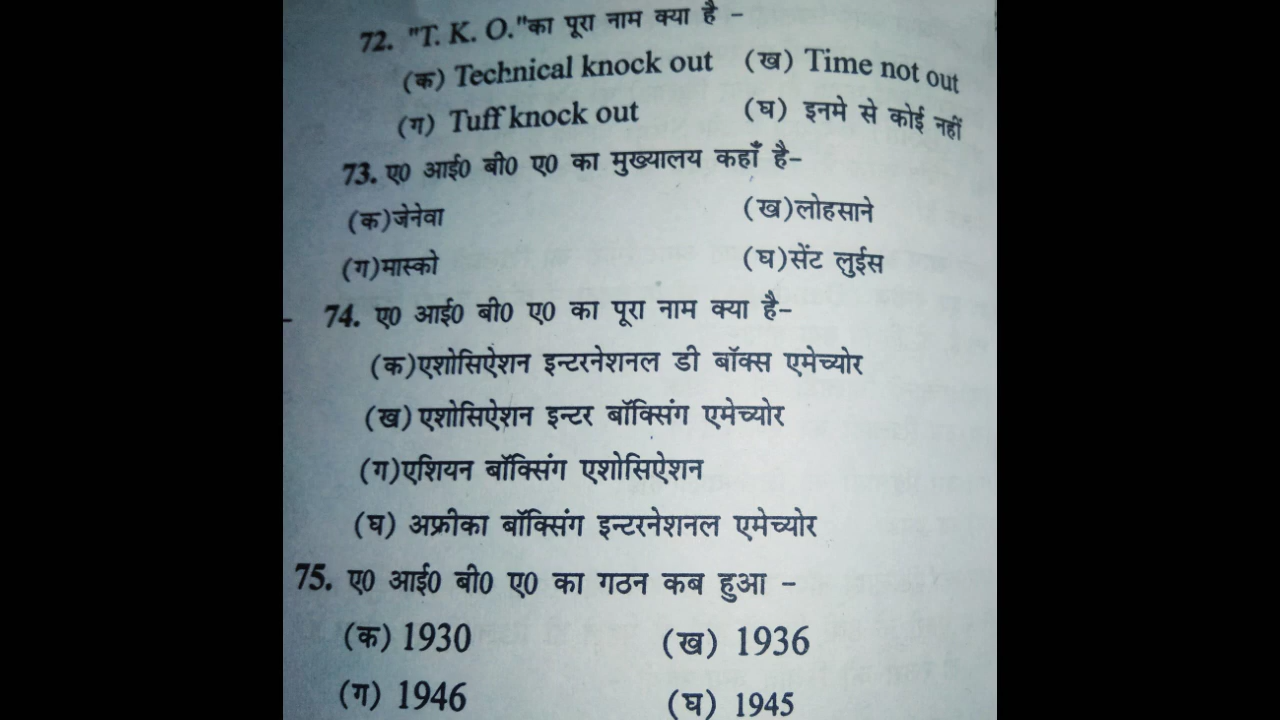 72. "T. K. O."का पूरा नाम क्या है -
(क) Technical knock out (ख) Time not out
(ग) Tuff knock out (घ) इनमे से कोई नहीं
73. ए0 आई0 बी0 ए0 का मुख्यालय कहाँ है-
(क)जेनेवा (ख)लोहसाने
(ग)मास्को (घ)सेंट लुईस
74. ए0 आई0 बी0 ए0 का पूरा नाम क्या है-
(क)एशोसिऐशन इन्टरनेशनल डी बॉक्स एमेच्योर
(ख) एशोसिऐशन इन्टर बॉक्सिंग एमेच्योर
(ग)एशियन बॉक्सिंग एशोसिऐशन
(घ) अफ्रीका बॉक्सिंग इन्टरनेशनल एमेच्योर
75. ए0 आई0 बी0 ए0 का गठन कब हुआ -
(क) 1930 (ख) 1936
(ग) 1946 (घ) 1945